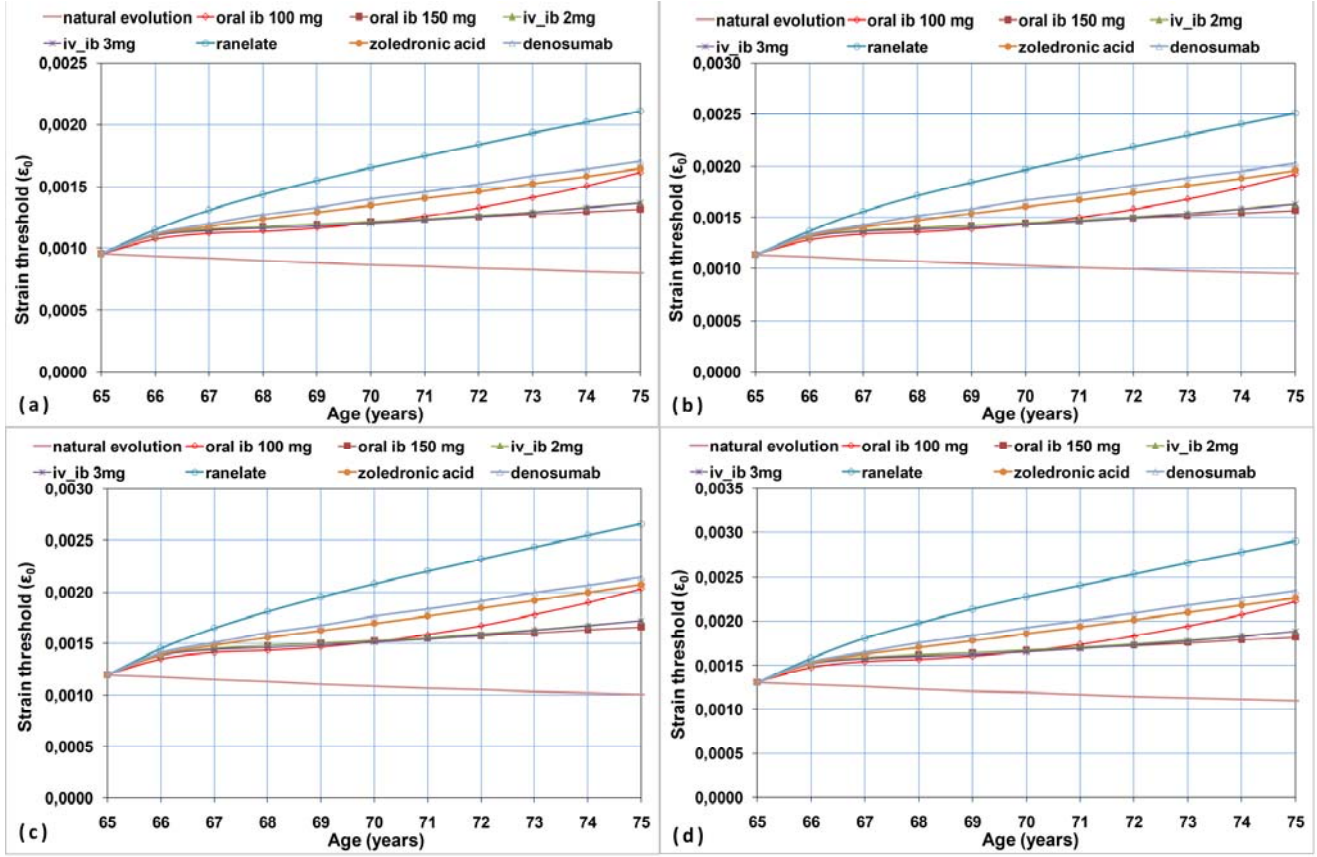 natural evolution oral ib 100 mg oral ib 150 mg iv_ib 2mg
iv_ib 3mg ranelate zoledronic acid denosumab
0,0025
0,0020
0,0015
0,0010
0,0005
0,0000
Strain threshold (ε0)
65 66 67 68 69 70 71 72 73 74 75
Age (years)
(a)
natural evolution oral ib 100 mg oral ib 150 mg iv_ib 2mg
iv_ib 3mg ranelate zoledronic acid denosumab
0,0030
0,0025
0,0020
0,0015
0,0010
0,0005
0,0000
Strain threshold (ε0)
65 66 67 68 69 70 71 72 73 74 75
Age (years)
(b)
natural evolution oral ib 100 mg oral ib 150 mg iv_ib 2mg
iv_ib 3mg ranelate zoledronic acid denosumab
0,0030
0,0025
0,0020
0,0015
0,0010
0,0005
0,0000
Strain threshold (ε0)
65 66 67 68 69 70 71 72 73 74 75
Age (years)
(c)
natural evolution oral ib 100 mg oral ib 150 mg iv_ib 2mg
iv_ib 3mg ranelate zoledronic acid denosumab
0,0035
0,0030
0,0025
0,0020
0,0015
0,0010
0,0005
0,0000
Strain threshold (ε0)
65 66 67 68 69 70 71 72 73 74 75
Age (years)
(d)